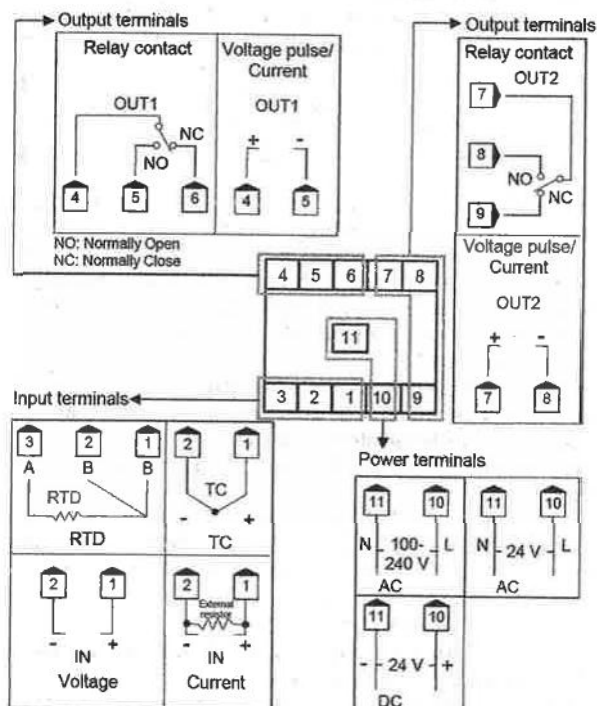 Output terminals
Relay contact
OUT1
NC
NO
4 5 6
Voltage pulse/
Current
OUT1
+ -
4 5
NO: Normally Open
NC: Normally Close
Output terminals
Relay contact
OUT2
7
8
NO
NC
9
Voltage pulse/
Current
OUT2
+ -
7 8
4 5 6 7 8
11
3 2 1 10 9
Input terminals
3 2 1
A B B
RTD
RTD
2 1
TC
- +
TC
2 1
- +
IN
Voltage
2 1
External
resistor
- +
IN
Current
Power terminals
11 10
N 100- L
240 V
AC
11 10
N 24 V L
AC
11 10
- 24 V +
DC